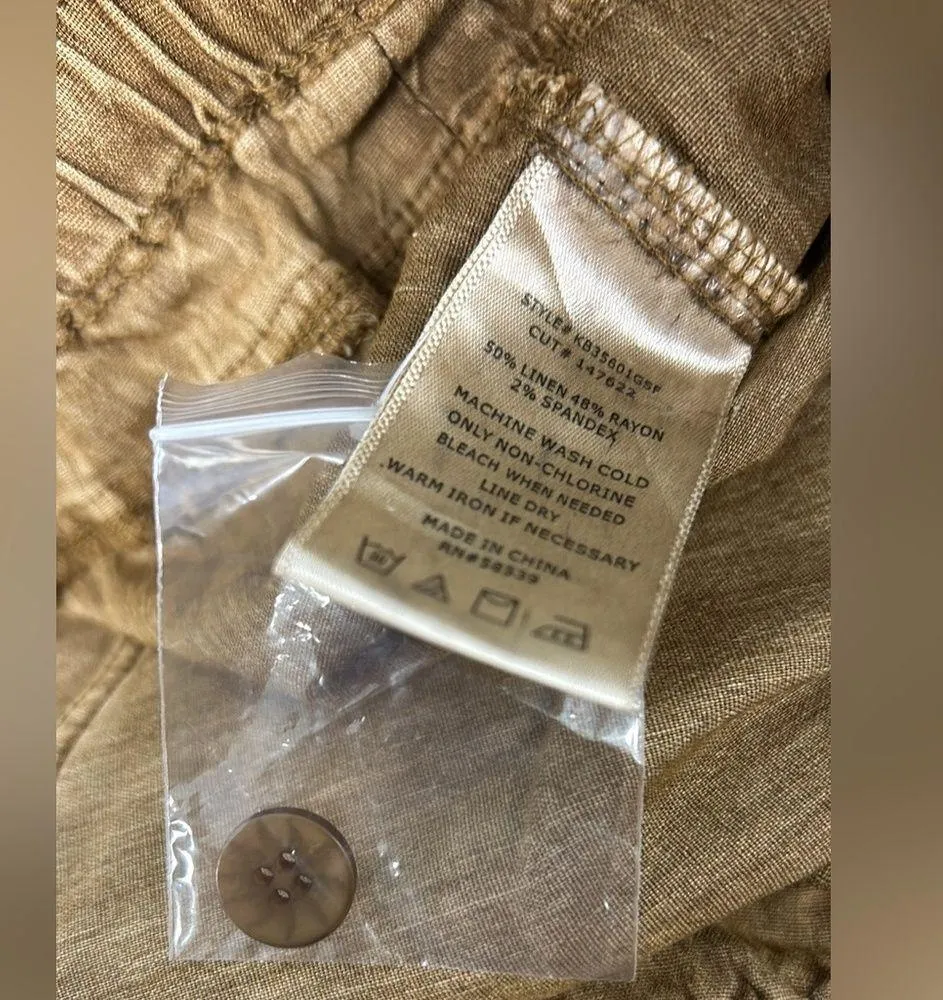 STYLE# KB35601GSF
CUT# 147622
50% LINEN 48% RAYON
2% SPANDEX
MACHINE WASH COLD
ONLY NON-CHLORINE
BLEACH WHEN NEEDED
LINE DRY
WARM IRON IF NECESSARY
MADE IN CHINA
RN#58539
30